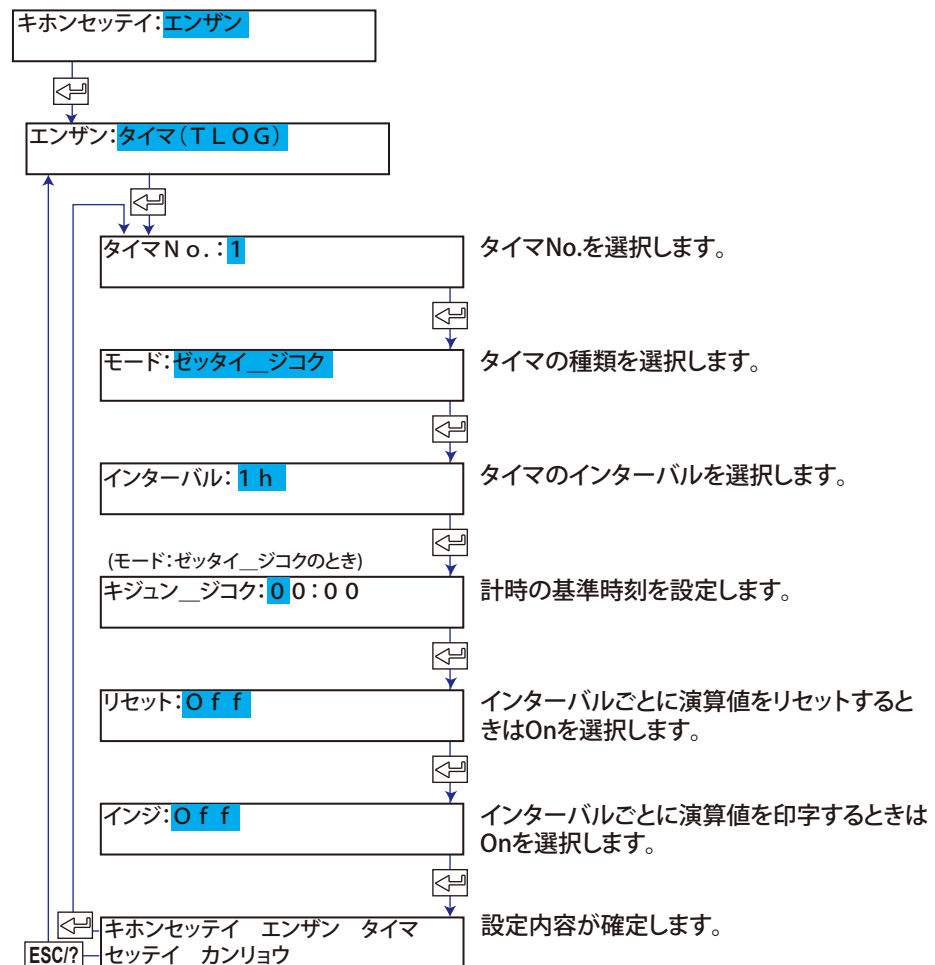 キホンセッテイ：エンザン
エンザン：タイマ（ＴＬＯＧ）
タイマＮｏ．：１
タイマNo.を選択します。
モード：ゼッタイ＿ジコク
タイマの種類を選択します。
インターバル：１ｈ
タイマのインターバルを選択します。
(モード：ゼッタイ＿ジコクのとき)
キジュン＿ジコク：００：００
計時の基準時刻を設定します。
リセット：Ｏｆｆ
インターバルごとに演算値をリセットすると
きはOnを選択します。
インジ：Ｏｆｆ
インターバルごとに演算値を印字するときは
Onを選択します。
キホンセッテイ　エンザン　タイマ
設定内容が確定します。
ESC/?
セッテイ　カンリョウ